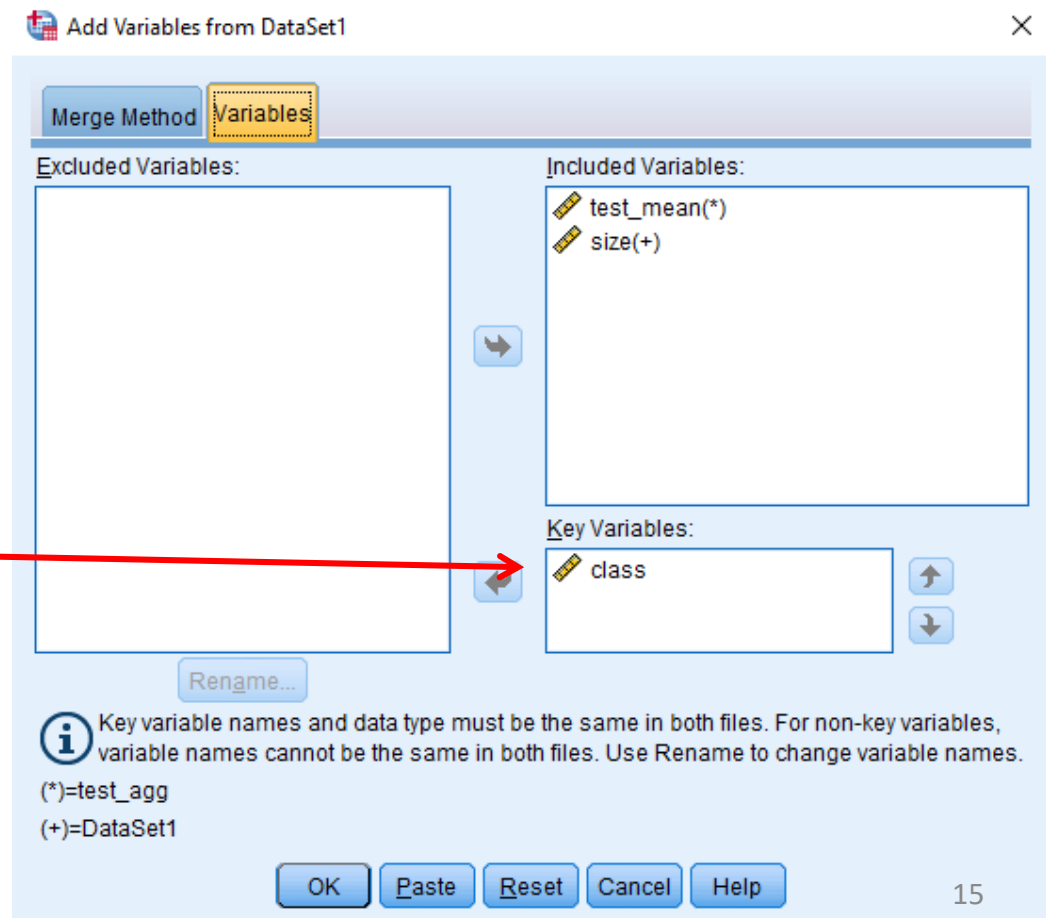 Add Variables from DataSet1
Merge Method Variables
Excluded Variables:
Included Variables:
test_mean(*)
size(+)
Key Variables:
class
Rename...
Key variable names and data type must be the same in both files. For non-key variables,
variable names cannot be the same in both files. Use Rename to change variable names.
(*)=test_agg
(+)=DataSet1
OK Paste Reset Cancel Help
15